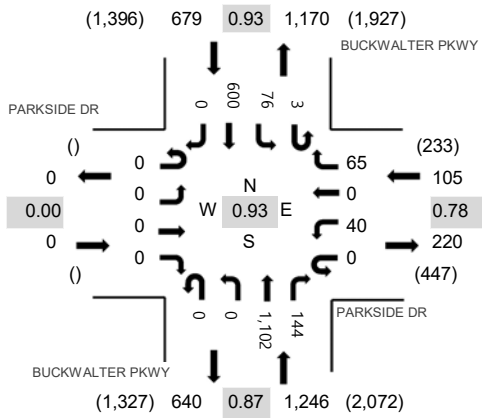 (1,396) 679 0.93 1,170 (1,927)
BUCKWALTER PKWY
PARKSIDE DR
0 600 76 3
()
0
0.00
0
()
0
0
0
0
N
W 0.93 E
S
65
0
40
0
(233)
105
0.78
220
(447)
0 0 1,102 144
PARKSIDE DR
BUCKWALTER PKWY
(1,327) 640 0.87 1,246 (2,072)